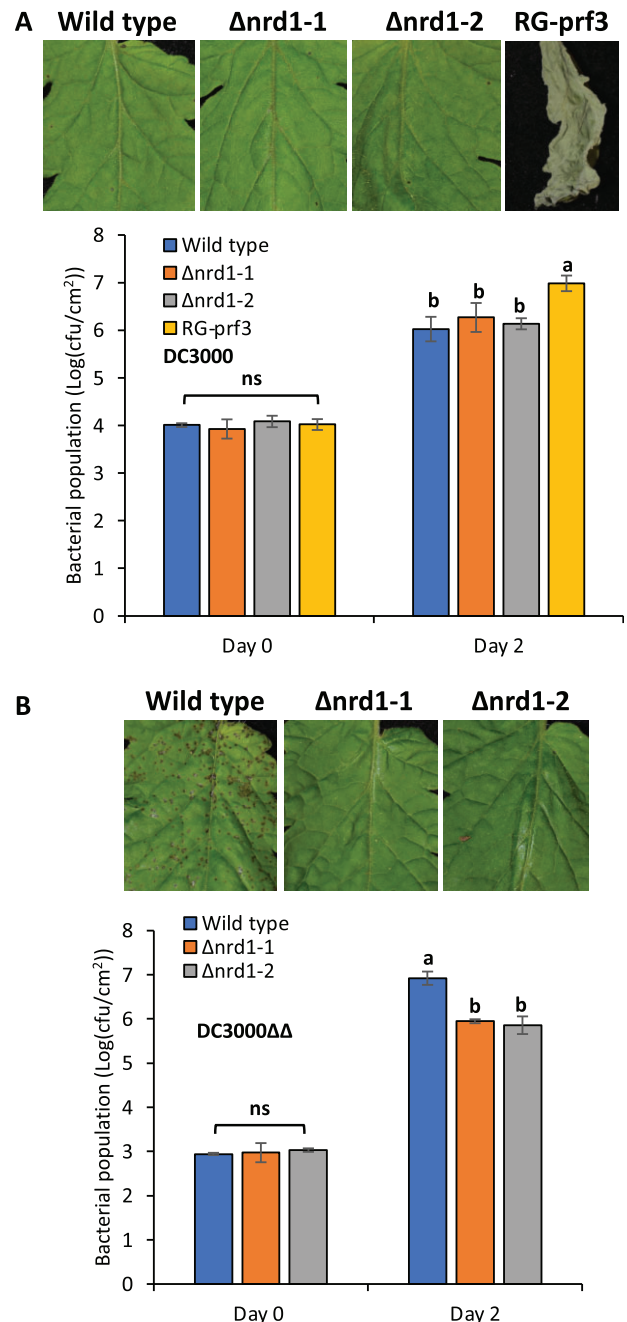 A
Wild type Δnrd1-1 Δnrd1-2 RG-prf3
Bacterial population (Log(cfu/cm²))
8
7
6
5
4
3
2
1
0
Wild type
Δnrd1-1
Δnrd1-2
RG-prf3
DC3000
ns
b b b a
Day 0 Day 2
B
Wild type Δnrd1-1 Δnrd1-2
Bacterial population (Log(cfu/cm²))
8
7
6
5
4
3
2
1
0
Wild type
Δnrd1-1
Δnrd1-2
DC3000ΔΔ
ns
a b b
Day 0 Day 2